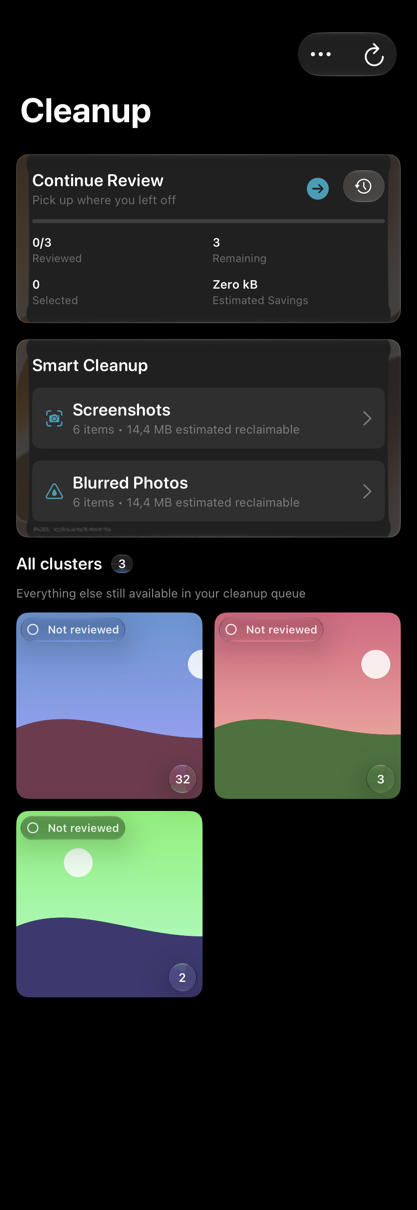 Cleanup
Continue Review
Pick up where you left off
0/3
Reviewed
3
Remaining
0
Selected
Zero kB
Estimated Savings
Smart Cleanup
Screenshots
6 items • 14,4 MB estimated reclaimable
Blurred Photos
6 items • 14,4 MB estimated reclaimable
All clusters
All clusters 3
Everything else still available in your cleanup queue
Not reviewed
32
Not reviewed
3
Not reviewed
2